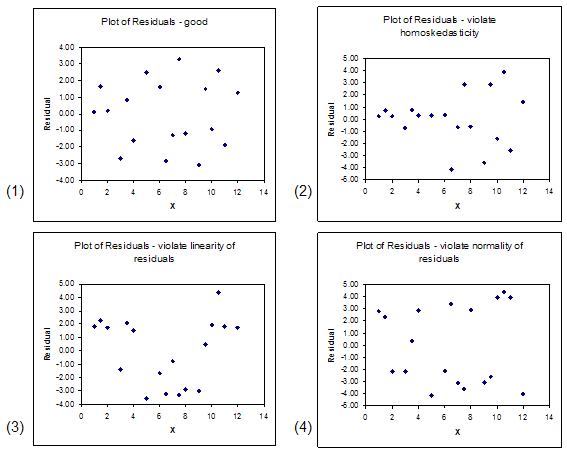 Plot of Residuals - good
4.00
3.00
2.00
1.00
0.00
-1.00
-2.00
-3.00
-4.00
Residual
0 2 4 6 8 10 12 14
X
(1)
Plot of Residuals - violate
homoskedasticity
5.00
4.00
3.00
2.00
1.00
0.00
-1.00
-2.00
-3.00
-4.00
-5.00
Residual
0 2 4 6 8 10 12 14
X
(2)
Plot of Residuals - violate linearity of
residuals
5.00
4.00
3.00
2.00
1.00
0.00
-1.00
-2.00
-3.00
-4.00
Residual
0 2 4 6 8 10 12 14
X
(3)
Plot of Residuals - violate normality of
residuals
5.00
4.00
3.00
2.00
1.00
0.00
-1.00
-2.00
-3.00
-4.00
-5.00
Residual
0 2 4 6 8 10 12 14
X
(4)